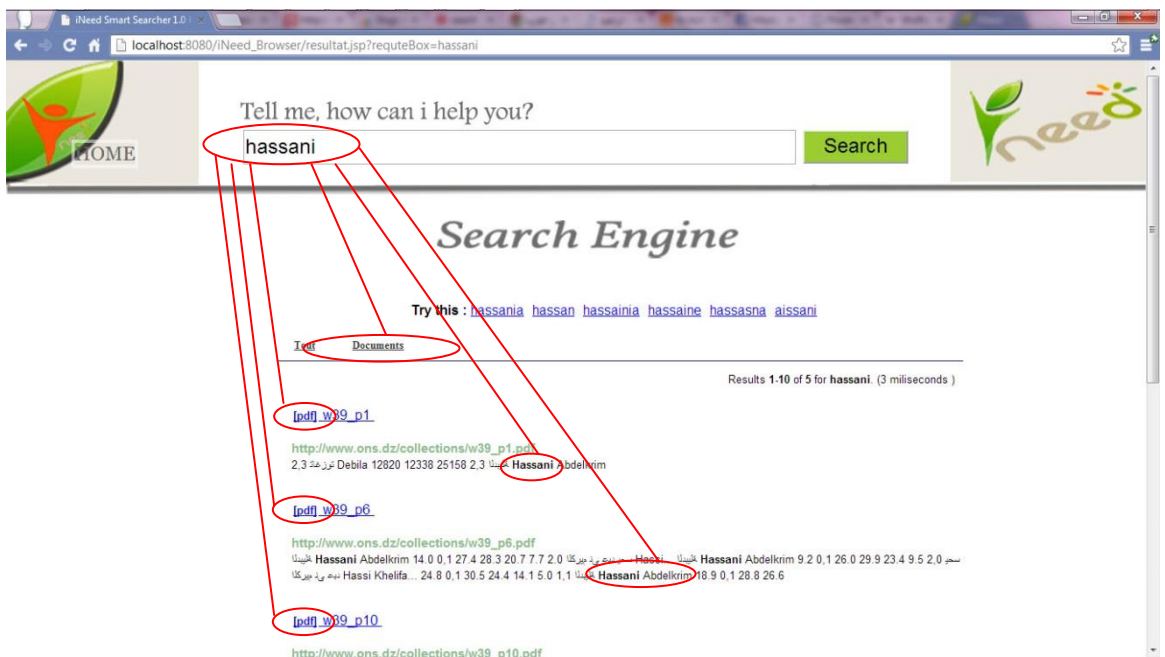 iNeed Smart Searcher 1.0
localhost:8080/iNeed_Browser/resultat.jsp?requteBox=hassani
Tell me, how can i help you?
HOME
hassani
Search
need
Search Engine
Try this : hassania hassan hassainia hassaine hassasna aissani
Tout Documents
Results 1-10 of 5 for hassani. (3 miliseconds )
[pdf] w39_p1
http://www.ons.dz/collections/w39_p1.pdf
2,3 Debila 12820 12338 25158 2,3 Hassani Abdelkrim
[pdf] w39_p6
http://www.ons.dz/collections/w39_p6.pdf
Hassani Abdelkrim 14.0 0,1 27.4 28.3 20.7 7.7 2.0 Hassi ... Hassani Abdelkrim 9.2 0,1 26.0 29.9 23.4 9.5 2,0
Hassi Khelifa... 24.8 0,1 30.5 24.4 14.1 5.0 1,1 Hassani Abdelkrim 18.9 0,1 28.8 26.6
[pdf] w39_p10
http://www.ons.dz/collections/w39_p10.pdf